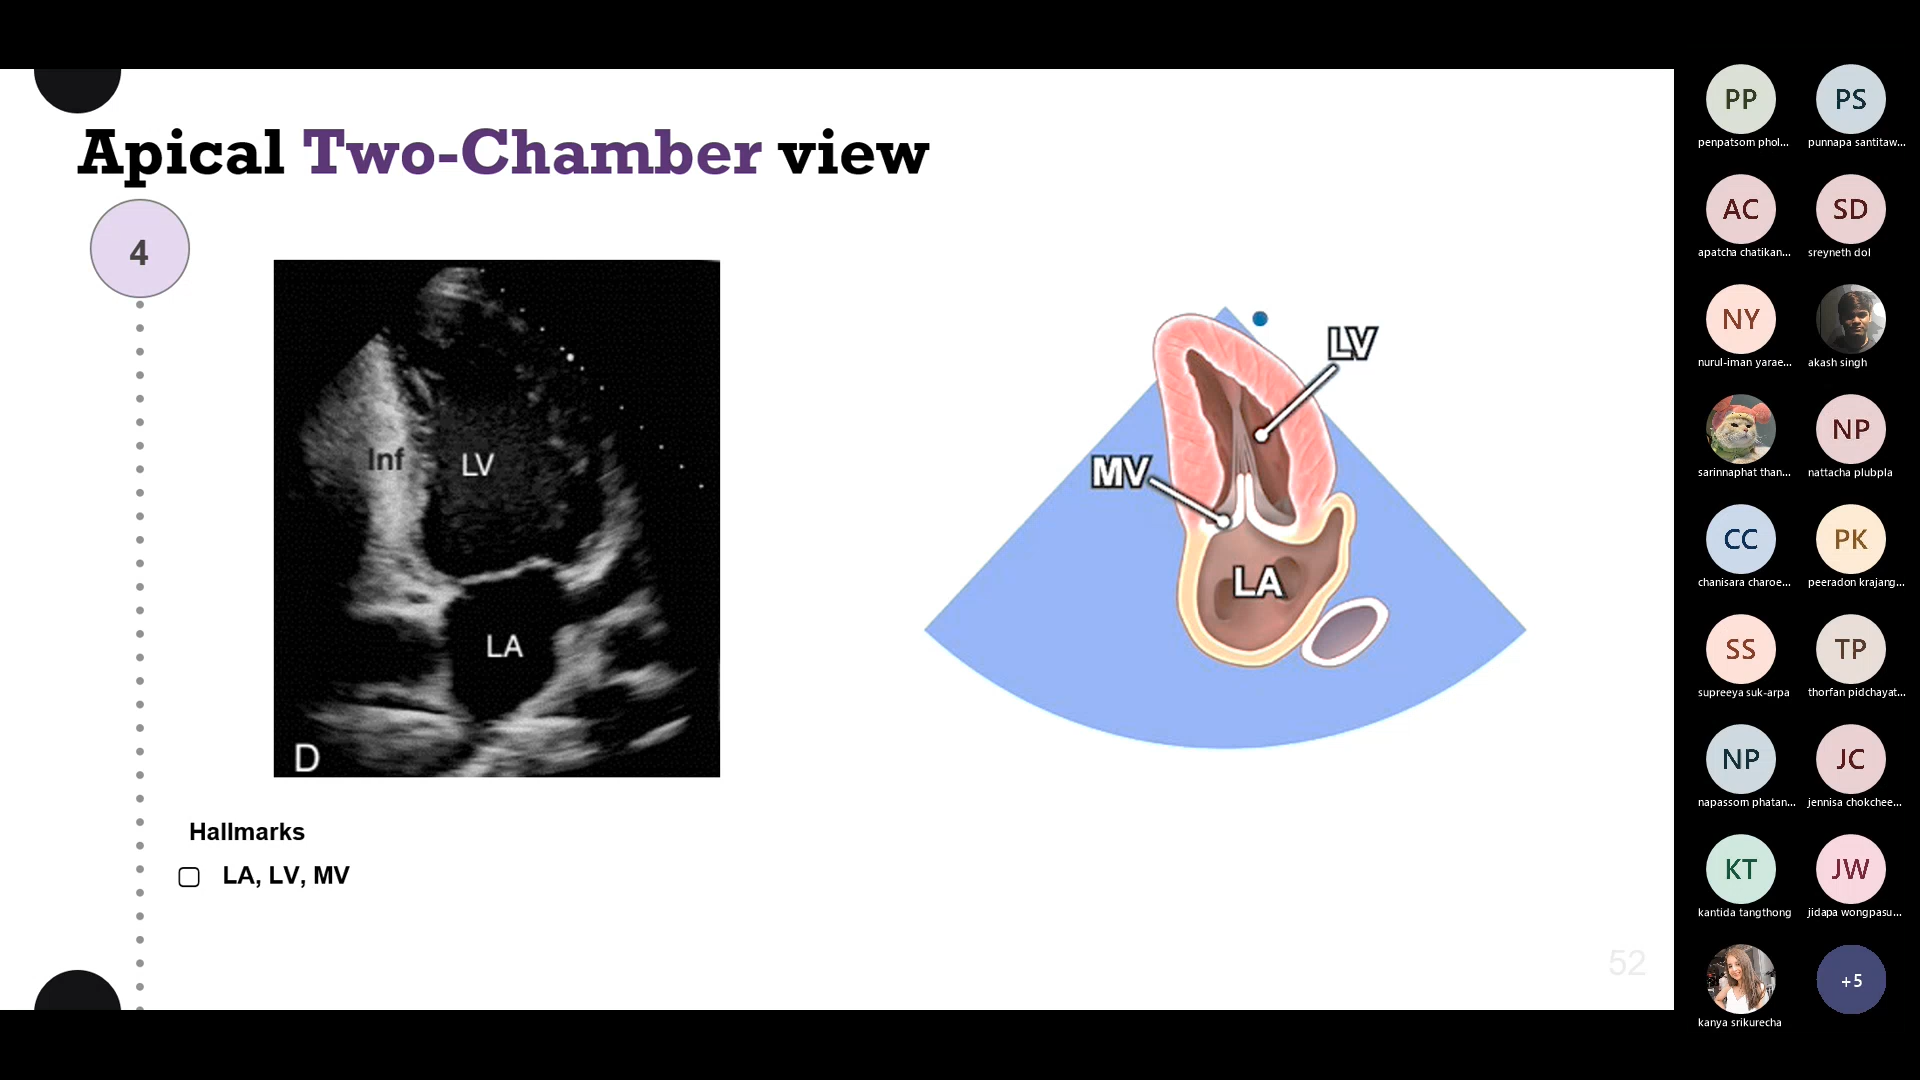 Apical Two-Chamber view
4
Inf
LV
LA
D
LV
MV
LA
Hallmarks
LA, LV, MV
52
PP
penpatsorn phol...
PS
punnapa santitaw...
AC
apatcha chatikan...
SD
sreyneth dol
NY
nurul-iman yarae...
akash singh
sarinnaphat than...
NP
nattacha plubpla
CC
chanisara charoe...
PK
peeradon krajang...
SS
supreeya suk-arpa
TP
thorfan pidchayat...
NP
napassorn phatan...
JC
jennisa chokchee...
KT
kantida tangthong
JW
jidapa wongpasu...
kanya srikurecha
+5